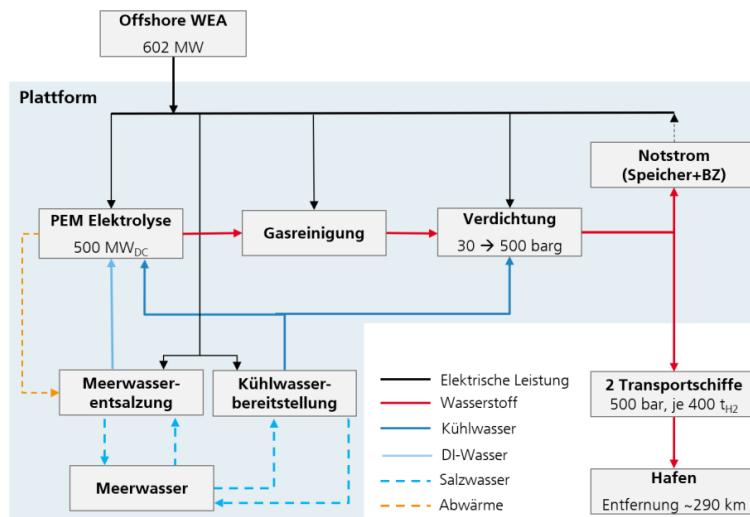 Offshore WEA
602 MW
Plattform
Notstrom
(Speicher+BZ)
PEM Elektrolyse
500 MWDC
Gasreinigung
Verdichtung
30 → 500 barg
Meerwasser-
entsalzung
Kühlwasser-
bereitstellung
Meerwasser
Elektrische Leistung
Wasserstoff
Kühlwasser
DI-Wasser
Salzwasser
Abwärme
2 Transportschiffe
500 bar, je 400 tH2
Hafen
Entfernung ~290 km